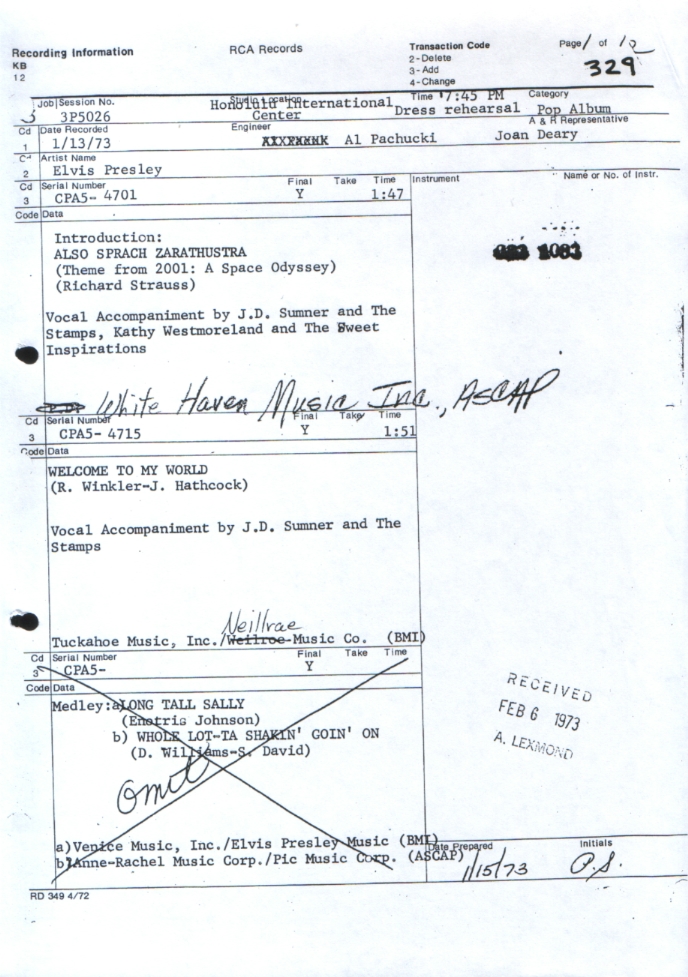 Recording Information
KB
12
RCA Records
Transaction Code
2-Delete
3-Add
4-Change
Page 1 of 12
329
Job Session No.
J 3P5026
Studio Location
Honolulu International
Center
Time 7:45 PM
Dress rehearsal
Category
Pop Album
Cd Date Recorded
1 1/13/73
Engineer
Al Pachucki
A & R Representative
Joan Deary
Cd Artist Name
2 Elvis Presley
Cd Serial Number Final Take Time
3 CPA5- 4701 Y 1:47
Instrument Name or No. of Instr.
Code Data
Introduction:
ALSO SPRACH ZARATHUSTRA
(Theme from 2001: A Space Odyssey)
(Richard Strauss)
1083
Vocal Accompaniment by J.D. Sumner and The
Stamps, Kathy Westmoreland and The Sweet
Inspirations
White Haven Music Inc., ASCAP
Cd Serial Number Final Take Time
3 CPA5- 4715 Y 1:51
Code Data
WELCOME TO MY WORLD
(R. Winkler-J. Hathcock)
Vocal Accompaniment by J.D. Sumner and The
Stamps
Neillrae
Tuckahoe Music, Inc./Weilroe-Music Co. (BMI)
Cd Serial Number Final Take Time
3 CPA5- Y
Code Data
Medley:a)LONG TALL SALLY
(Enotris Johnson)
b) WHOLE LOT-TA SHAKIN' GOIN' ON
(D. Williams-S. David)
Omit
RECEIVED
FEB 6 1973
A. LEXMOND
a)Venice Music, Inc./Elvis Presley Music (BMI)
b)Anne-Rachel Music Corp./Pic Music Corp. (ASCAP)
Date Prepared
1/15/73
Initials
P.S.
RD 349 4/72